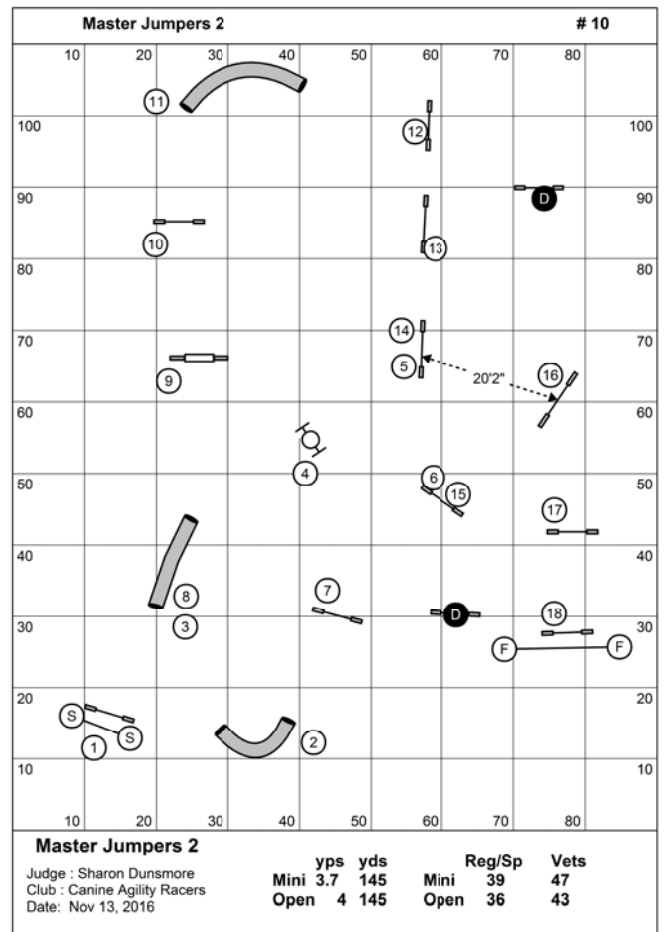 Master Jumpers 2 # 10
10 20 30 40 50 60 70 80
11
100 12 100
90 90
D
10 13
80 80
70 14 70
9 5 20'2" 16
60 60
4
50 6 50
15 17
40 40
8 7
30 D 18 30
3
F F
20 20
S
S 2
1
10 10
10 20 30 40 50 60 70 80
Master Jumpers 2
yps yds Reg/Sp Vets
Judge : Sharon Dunsmore
Mini 3.7 145 Mini 39 47
Club : Canine Agility Racers
Open 4 145 Open 36 43
Date: Nov 13, 2016